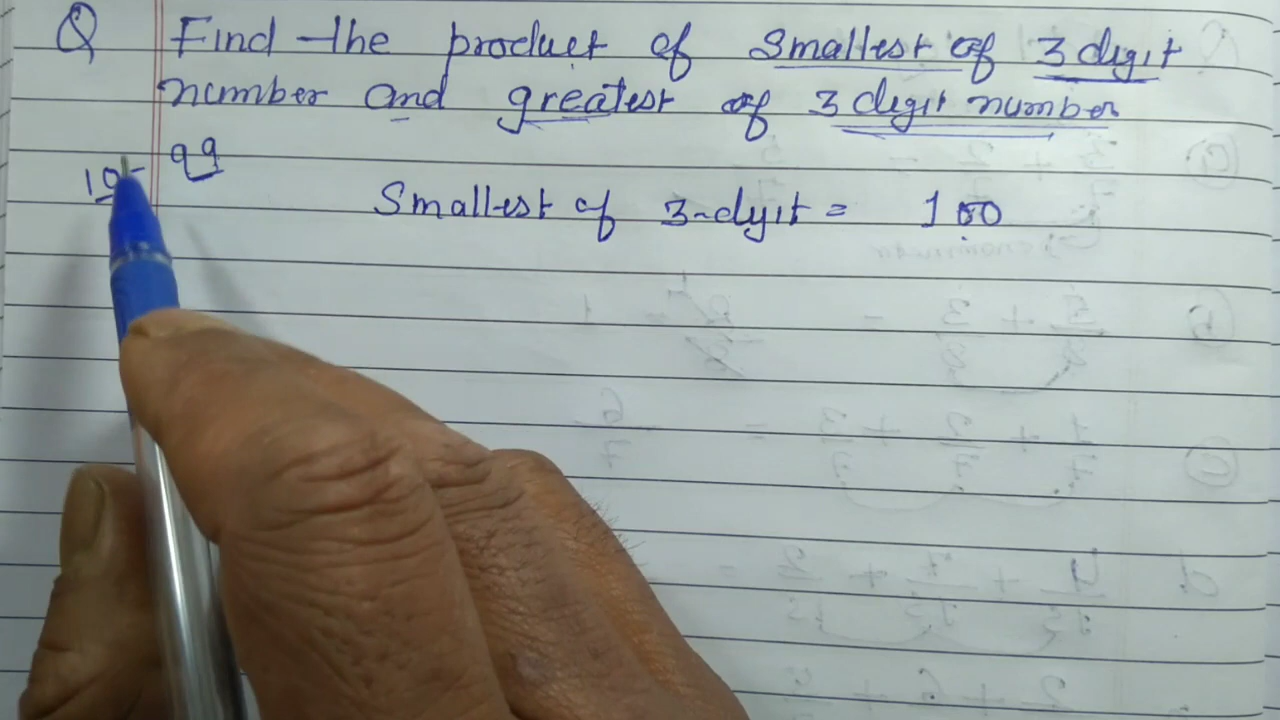 Q Find the product of Smallest of 3 digit
number and greatest of 3 digit number
10- 99
Smallest of 3-digit = 100